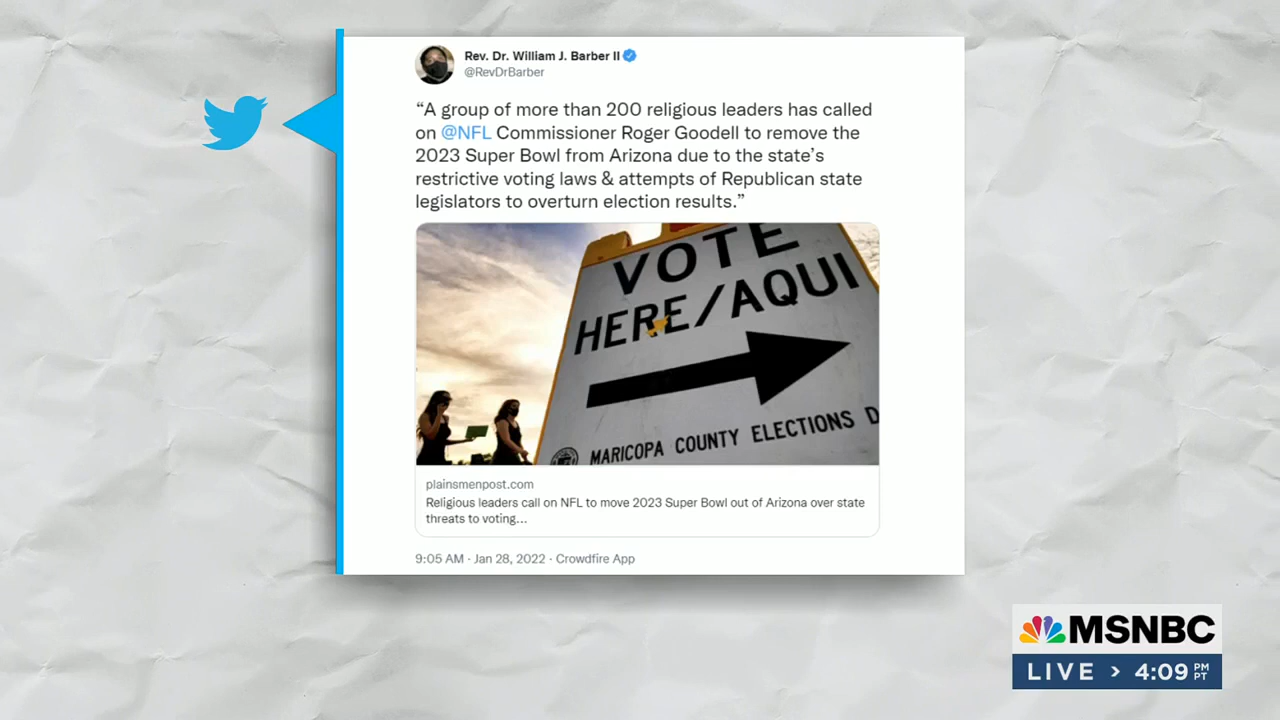 Rev. Dr. William J. Barber II
@RevDrBarber
“A group of more than 200 religious leaders has called
on @NFL Commissioner Roger Goodell to remove the
2023 Super Bowl from Arizona due to the state’s
restrictive voting laws & attempts of Republican state
legislators to overturn election results.”
VOTE
HERE/AQUI
MARICOPA COUNTY ELECTIONS D
plainsmenpost.com
Religious leaders call on NFL to move 2023 Super Bowl out of Arizona over state
threats to voting...
9:05 AM · Jan 28, 2022 · Crowdfire App
MSNBC
LIVE > 4:09 PM PT